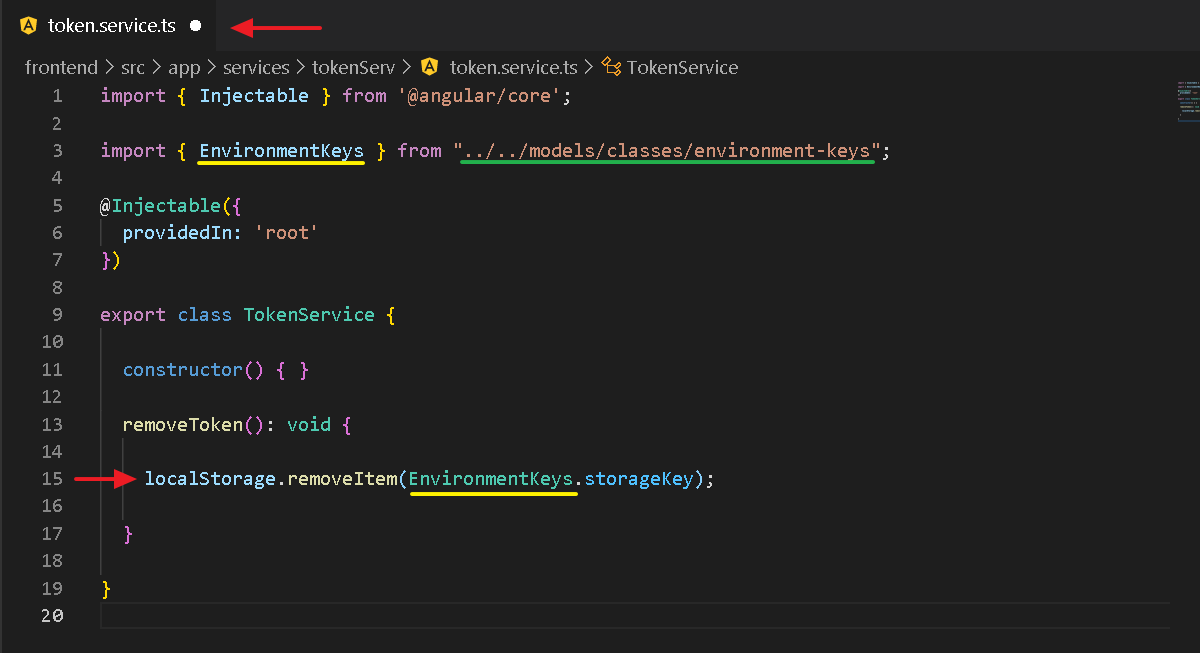 token.service.ts
frontend > src > app > services > tokenServ > token.service.ts > TokenService
1 import { Injectable } from '@angular/core';
2
3 import { EnvironmentKeys } from "../../models/classes/environment-keys";
4
5 @Injectable({
6 providedIn: 'root'
7 })
8
9 export class TokenService {
10
11 constructor() { }
12
13 removeToken(): void {
14
15 localStorage.removeItem(EnvironmentKeys.storageKey);
16
17 }
18
19 }
20